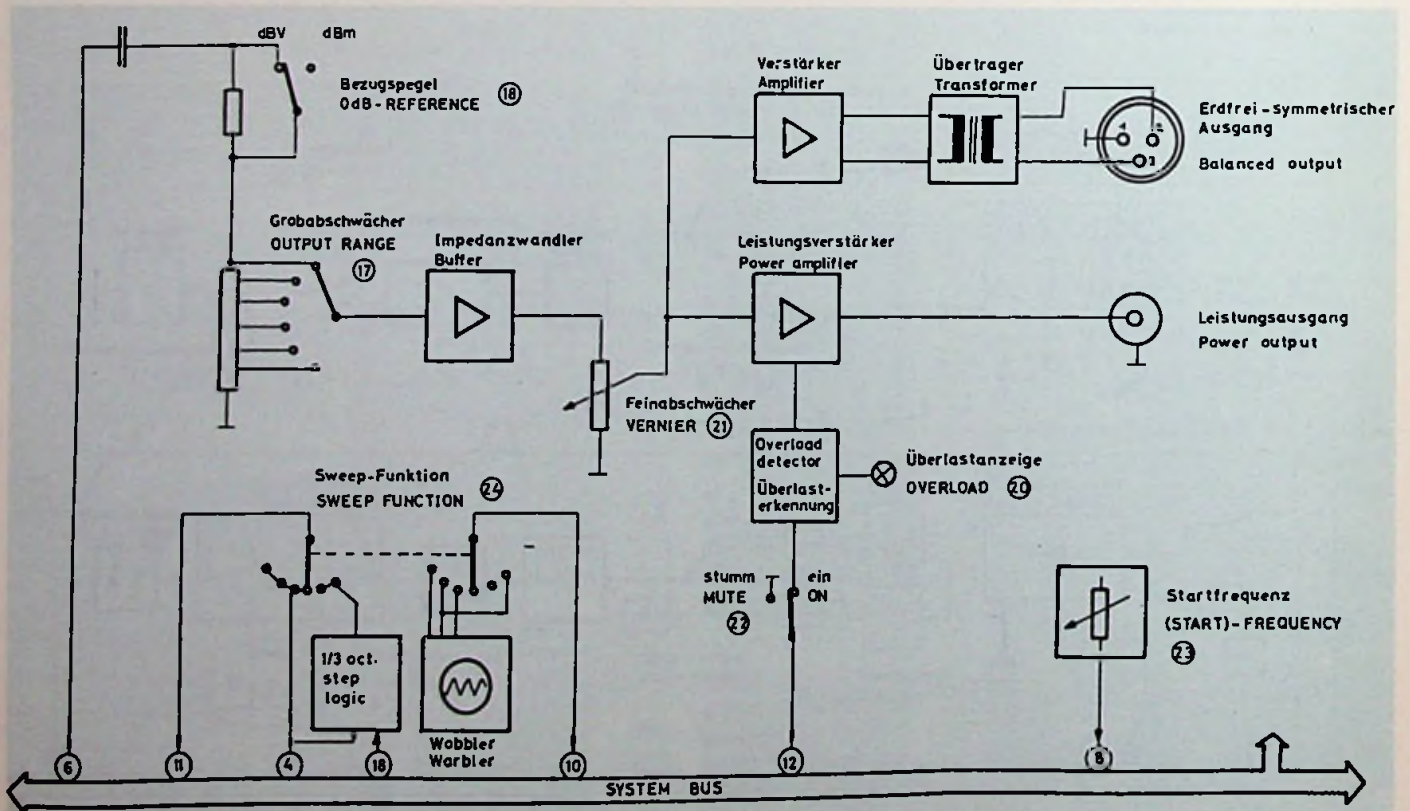 dBV dBm
Bezugspegel
0dB-REFERENCE 18
Verstärker
Amplifier
Übertrager
Transformer
Erdfrei-symmetrischer
Ausgang
Balanced output
Grobabschwächer
OUTPUT RANGE
17
Impedanzwandler
Buffer
Leistungsverstärker
Power amplifier
Leistungsausgang
Power output
Feinabschwächer
VERNIER 21
Overload
detector
Überlast-
erkennung
Überlastanzeige
OVERLOAD 20
Sweep-Funktion
SWEEP FUNCTION 24
stumm
MUTE
22
ein
ON
Startfrequenz
(START)-FREQUENCY
23
1/3 oct.
step
logic
Wobbler
Warbler
6 11 4 18 10 12 8
SYSTEM BUS